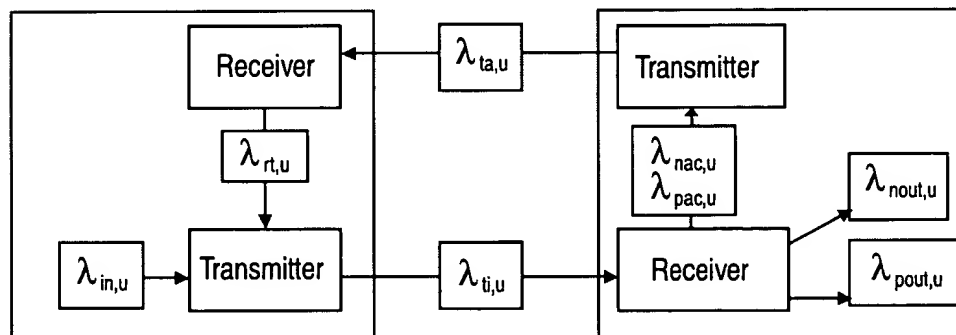 Receiver
λta,u
Transmitter
λrt,u
λnac,u
λpac,u
λnout,u
λin,u
Transmitter
λti,u
Receiver
λpout,u